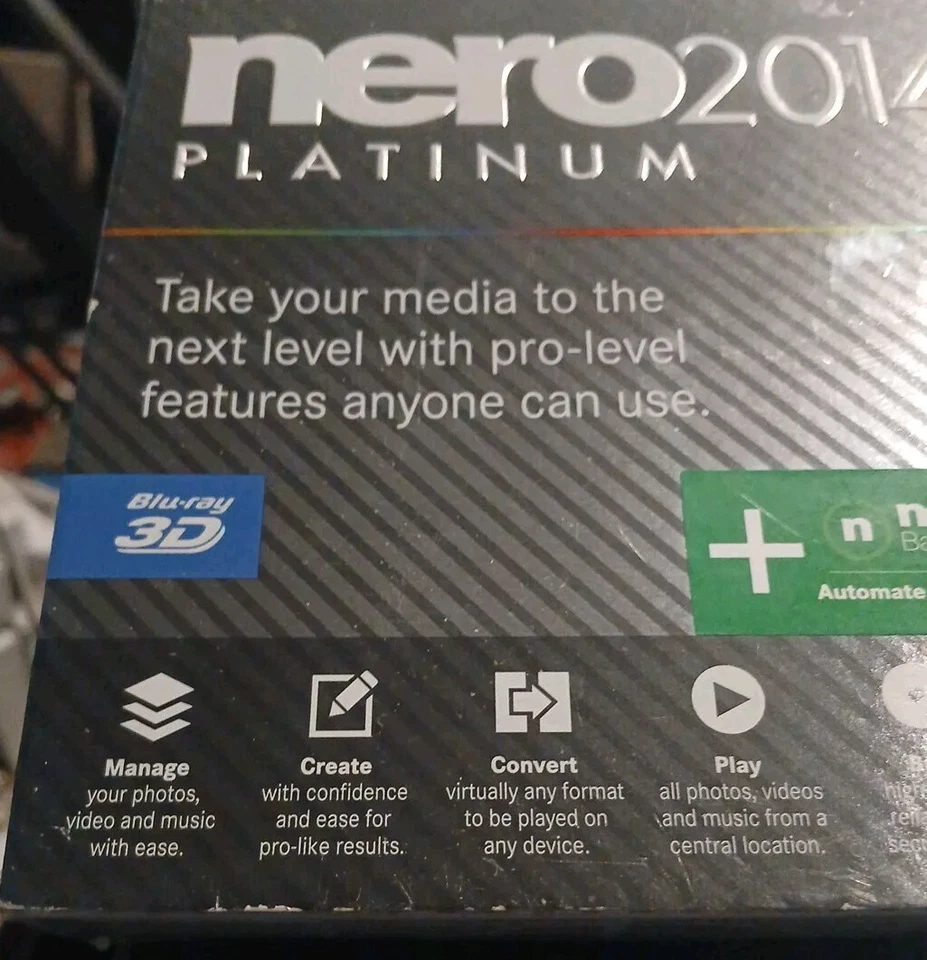 nero2014
PLATINUM
Take your media to the
next level with pro-level
features anyone can use.
Blu-ray
3D
n
Automate
Manage
your photos,
video and music
with ease.
Create
with confidence
and ease for
pro-like results.
Convert
virtually any format
to be played on
any device.
Play
all photos, videos
and music from a
central location.